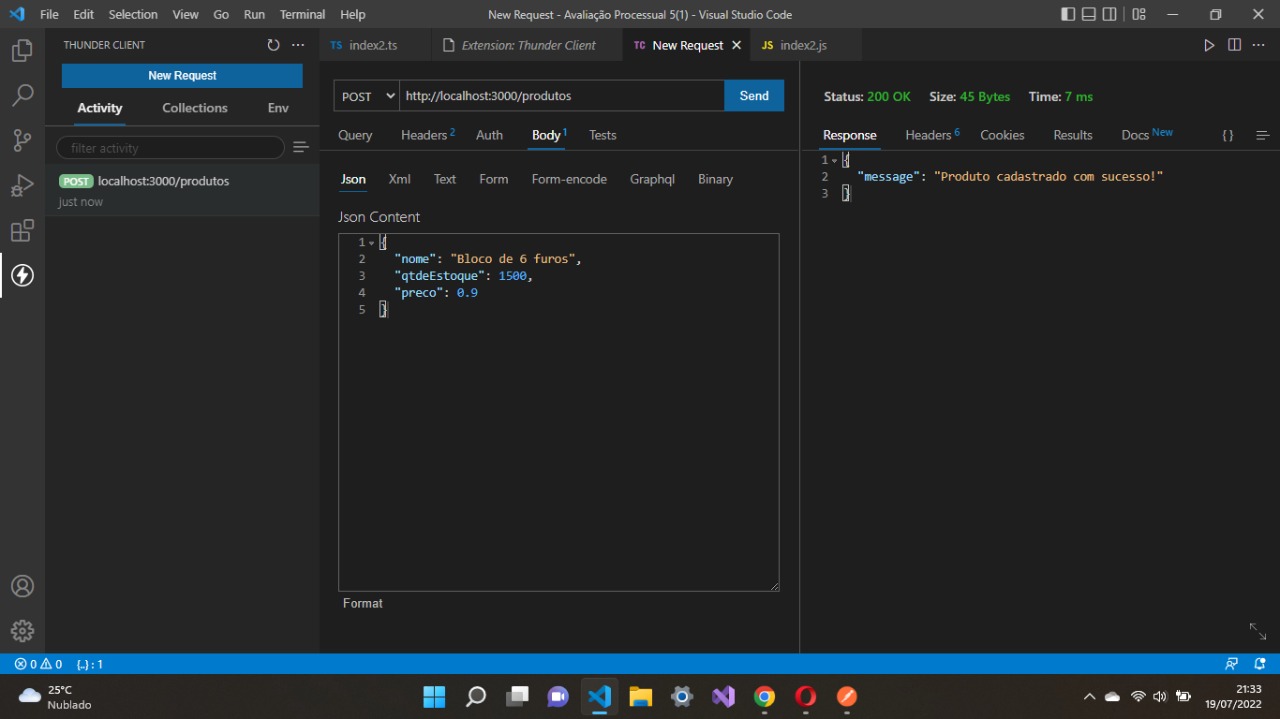 File Edit Selection View Go Run Terminal Help New Request - Avaliação Processual 5(1) - Visual Studio Code
THUNDER CLIENT
TS index2.ts Extension: Thunder Client TC New Request JS index2.js
New Request
Activity Collections Env
filter activity
POST localhost:3000/produtos
just now
POST http://localhost:3000/produtos Send
Query Headers 2 Auth Body 1 Tests
Json Xml Text Form Form-encode Graphql Binary
Json Content
1 {
2 "nome": "Bloco de 6 furos",
3 "qtdeEstoque": 1500,
4 "preco": 0.9
5 }
Format
Status: 200 OK Size: 45 Bytes Time: 7 ms
Response Headers 6 Cookies Results Docs New { }
1 {
2 "message": "Produto cadastrado com sucesso!"
3 }
0 0 {..} : 1
25°C
Nublado
21:33
19/07/2022